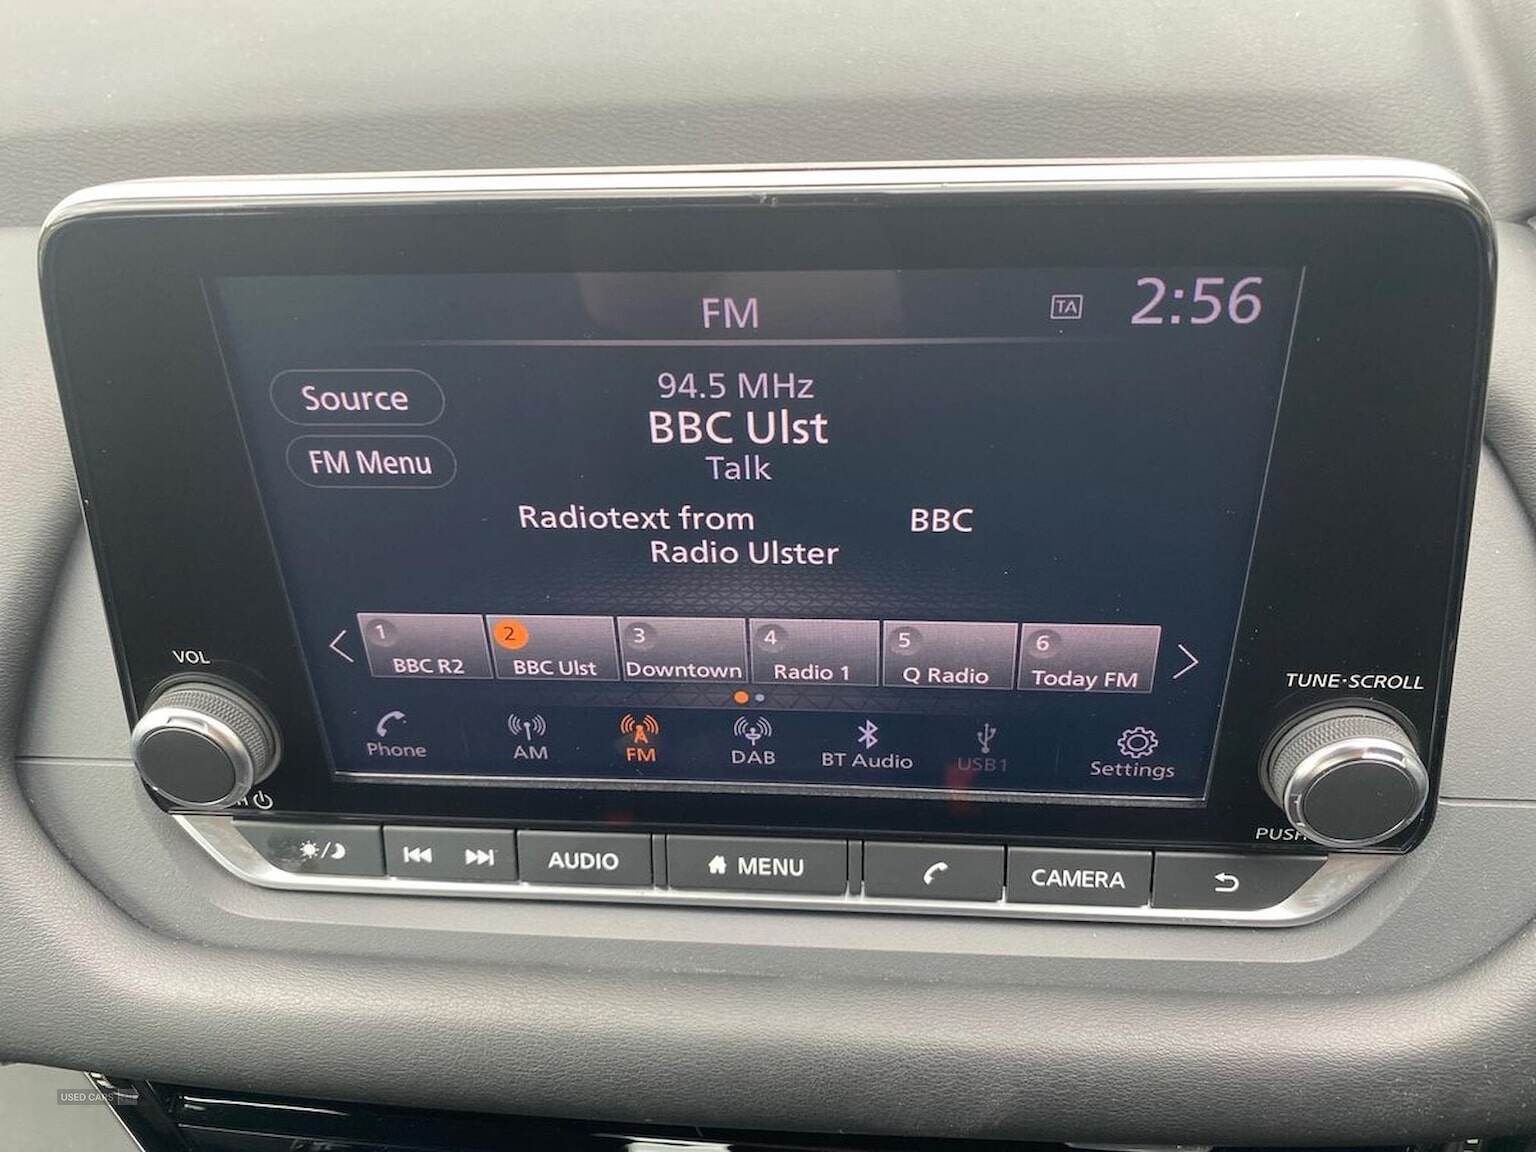 FM
TA
2:56
Source
94.5 MHz
BBC Ulst
FM Menu
Talk
Radiotext from BBC
Radio Ulster
1 BBC R2
2 BBC Ulst
3 Downtown
4 Radio 1
5 Q Radio
6 Today FM
Phone
AM
FM
DAB
BT Audio
USB1
Settings
VOL
TUNE·SCROLL
PUSH
AUDIO
MENU
CAMERA
USED CARS